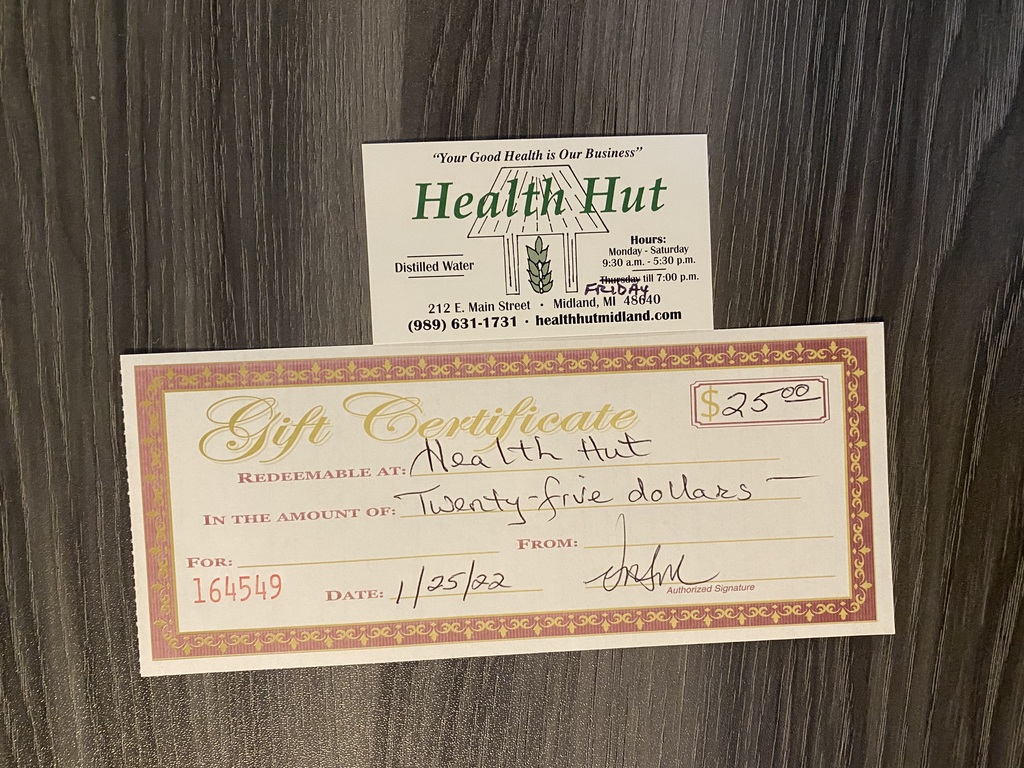 "Your Good Health is Our Business"
Health Hut
Hours:
Monday - Saturday
9:30 a.m. - 5:30 p.m.
Thursday till 7:00 p.m.
FRIDAY
Distilled Water
212 E. Main Street · Midland, MI 48640
(989) 631-1731 · healthhutmidland.com
Gift Certificate
$25.00
REDEEMABLE AT: Health Hut
IN THE AMOUNT OF: Twenty-five dollars
FOR:
FROM:
164549
DATE: 1/25/22
Authorized Signature